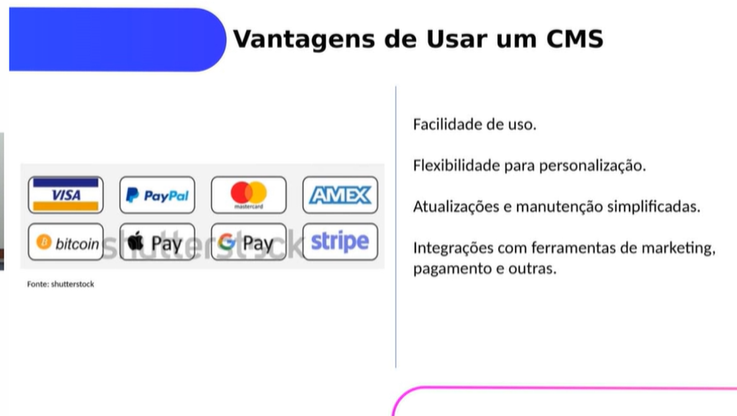 Vantagens de Usar um CMS
VISA
PayPal
mastercard
AMEX
bitcoin
Pay
G Pay
stripe
shutterstock
Fonte: shutterstock
Facilidade de uso.
Flexibilidade para personalização.
Atualizações e manutenção simplificadas.
Integrações com ferramentas de marketing,
pagamento e outras.